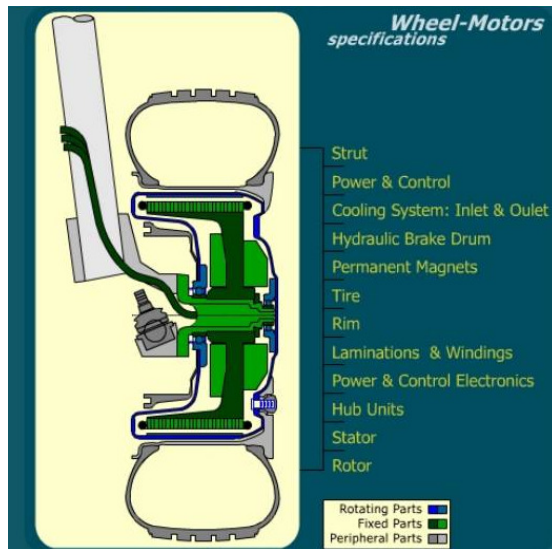 Wheel-Motors
specifications
Strut
Power & Control
Cooling System: Inlet & Oulet
Hydraulic Brake Drum
Permanent Magnets
Tire
Rim
Laminations & Windings
Power & Control Electronics
Hub Units
Stator
Rotor
Rotating Parts
Fixed Parts
Peripheral Parts